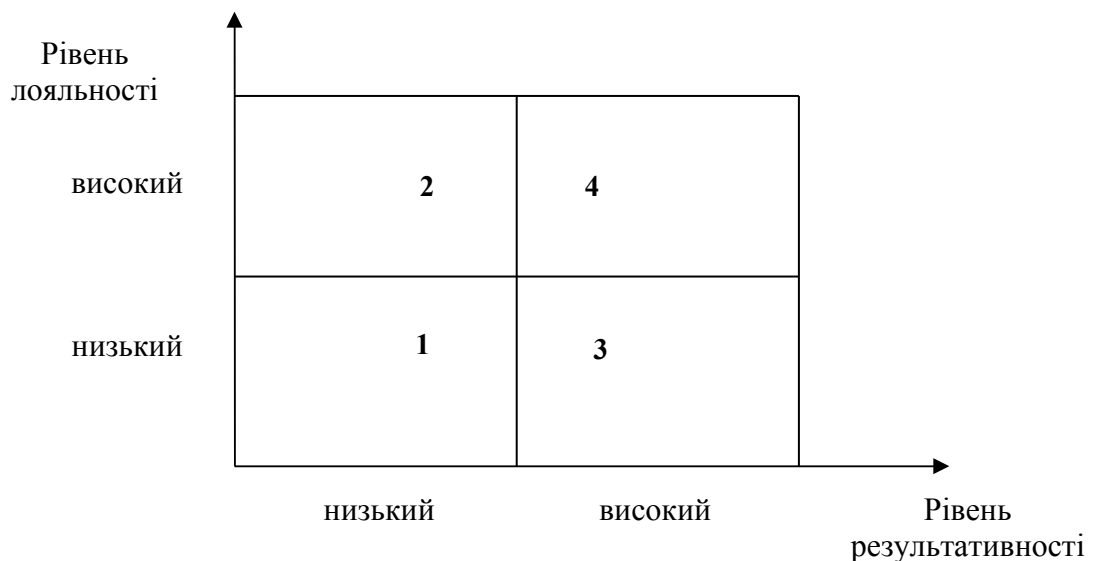 Рівень
лояльності
високий
2
4
низький
1
3
низький
високий
Рівень
результативності